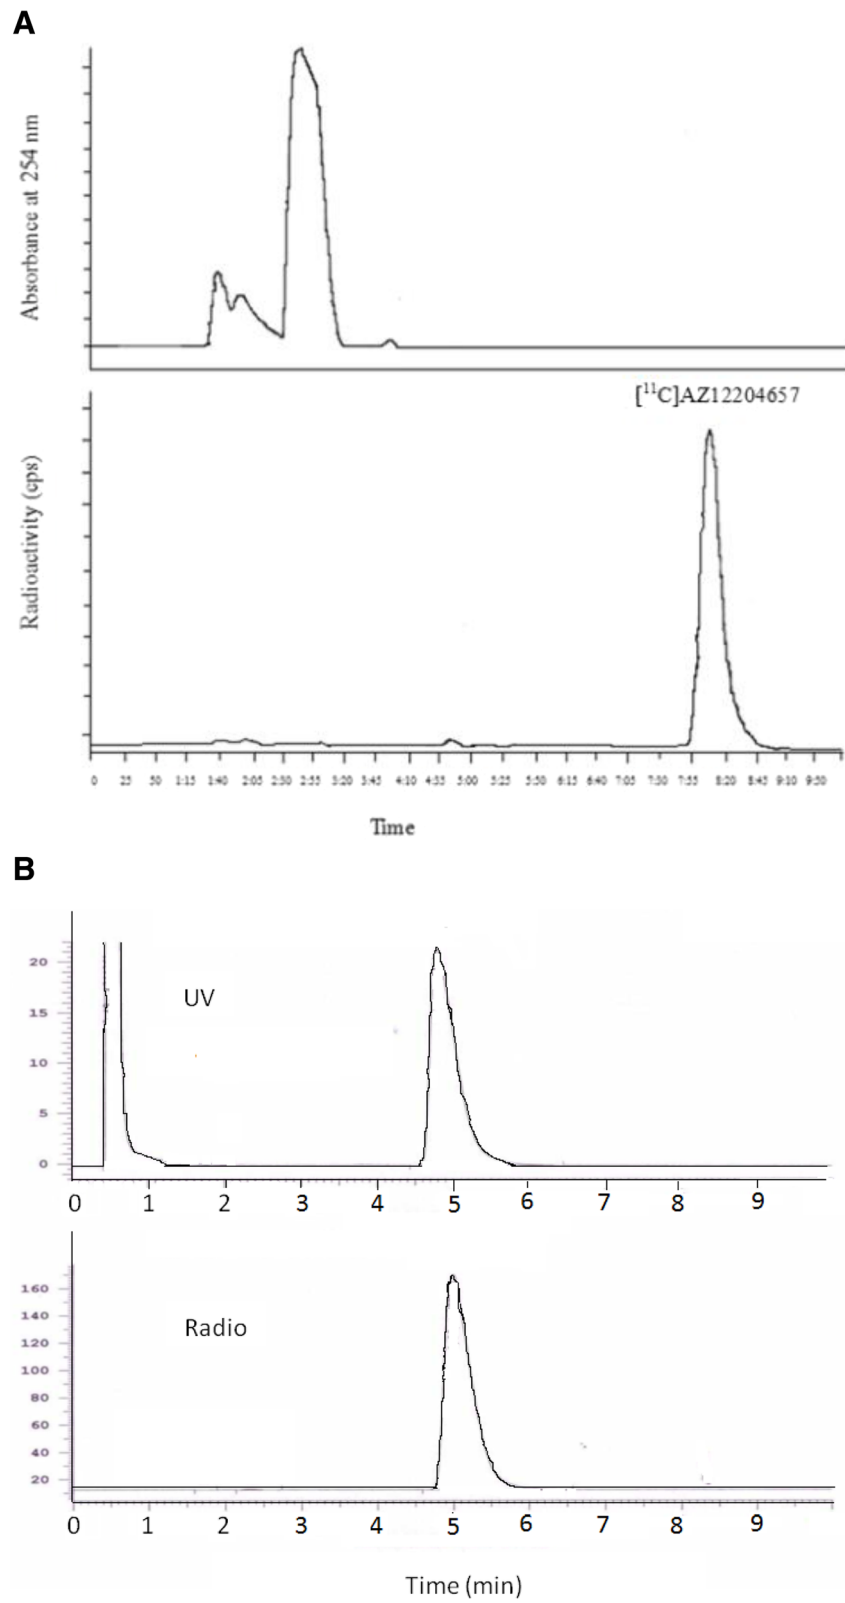 A
Absorbance at 254 nm
[¹¹C]AZ12204657
Radioactivity (cps)
0 25 50 1:15 1:40 2:05 2:30 2:55 3:20 3:45 4:10 4:35 5:00 5:25 5:50 6:15 6:40 7:05 7:30 7:55 8:20 8:45 9:10 9:30
Time
B
20
UV
15
10
5
0
0 1 2 3 4 5 6 7 8 9
160
140
Radio
120
100
80
60
40
20
0 1 2 3 4 5 6 7 8 9
Time (min)